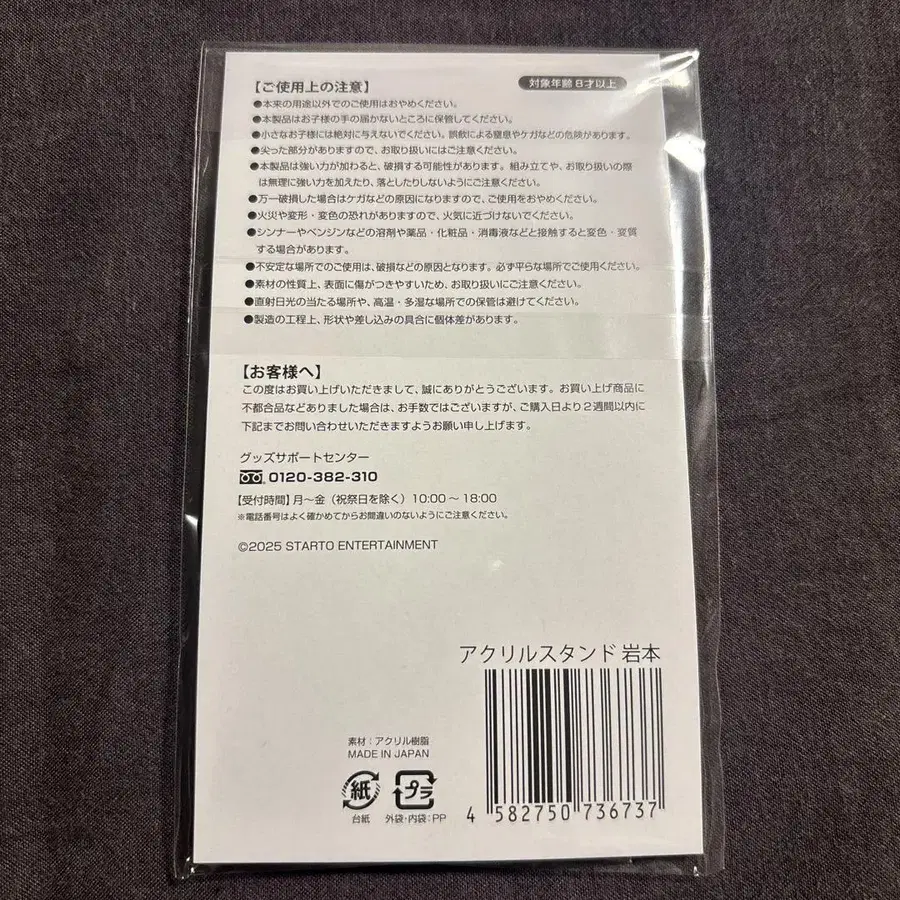 【ご使用上の注意】
対象年齢 8才以上
●本来の用途以外でのご使用はおやめください。
●本製品はお子様の手の届かないところに保管してください。
●小さなお子様には絶対に与えないでください。誤飲による窒息やケガなどの危険があります。
●尖った部分がありますので、お取り扱いにはご注意ください。
●本製品は強い力が加わると、破損する可能性があります。組み立てや、お取り扱いの際
は無理に強い力を加えたり、落としたりしないようにご注意ください。
●万一破損した場合はケガなどの原因になりますので、ご使用をおやめください。
●火災や変形・変色の恐れがありますので、火気に近づけないでください。
●シンナーやベンジンなどの溶剤や薬品・化粧品・消毒液などと接触すると変色・変質
する場合があります。
●不安定な場所でのご使用は、破損などの原因となります。必ず平らな場所でご使用ください。
●素材の性質上、表面に傷がつきやすいため、お取り扱いにご注意ください。
●直射日光の当たる場所や、高温・多湿な場所での保管は避けてください。
●製造の工程上、形状や差し込みの具合に個体差があります。
【お客様へ】
この度はお買い上げいただきまして、誠にありがとうございます。お買い上げ商品に
不都合品などありました場合は、お手数ではございますが、ご購入日より2週間以内に
下記までお問い合わせいただきますようお願い申し上げます。
グッズサポートセンター
0120-382-310
【受付時間】月〜金（祝祭日を除く）10:00〜18:00
※電話番号はよく確かめてからお間違いのないようにご注意ください。
©2025 STARTO ENTERTAINMENT
アクリルスタンド 岩本
素材：アクリル樹脂
MADE IN JAPAN
紙
プラ
台紙
外袋・内袋：PP
4 582750 736737